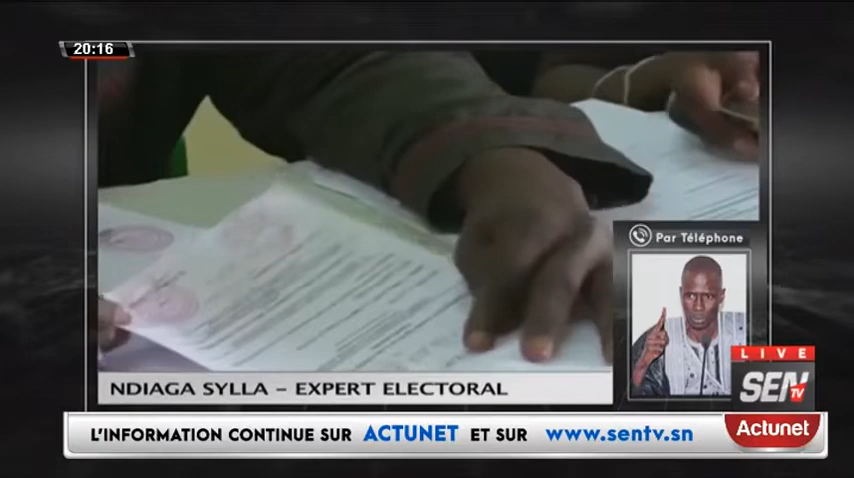 20:16
Par Téléphone
NDIAGA SYLLA – EXPERT ELECTORAL
LIVE
SEN TV
L'INFORMATION CONTINUE SUR ACTUNET ET SUR www.sentv.sn
Actunet